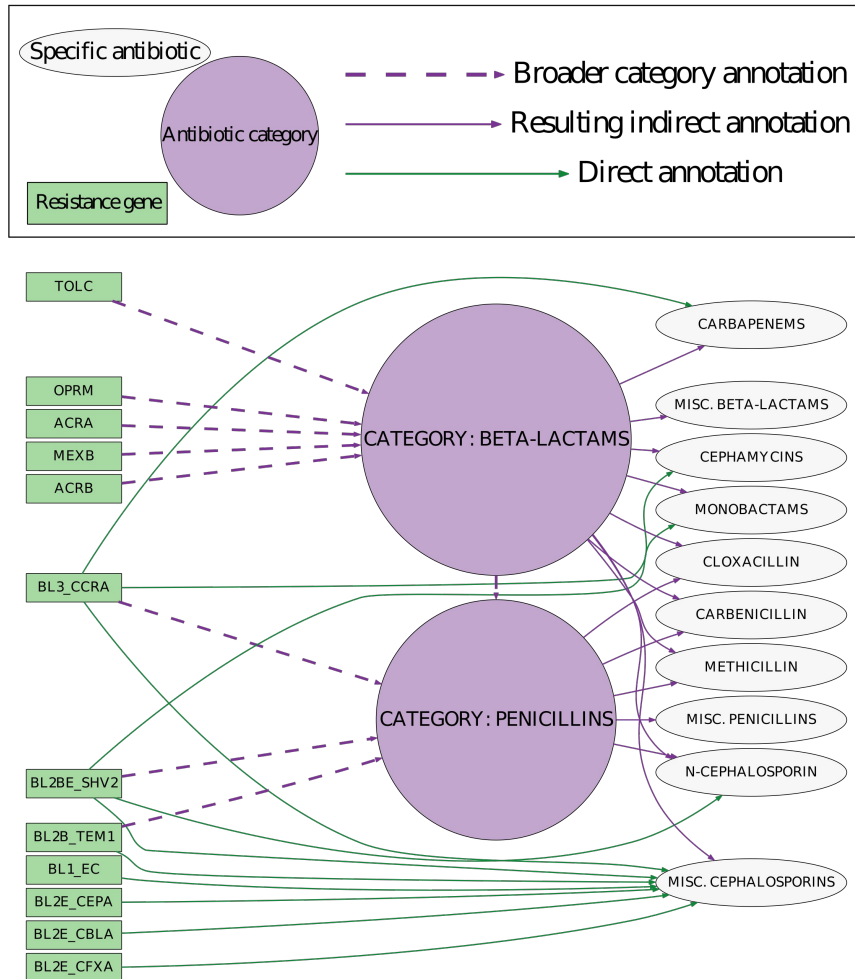 Specific antibiotic
Broader category annotation
Antibiotic category
Resulting indirect annotation
Direct annotation
Resistance gene
TOLC
CARBAPENEMS
OPRM
MISC. BETA-LACTAMS
ACRA
CATEGORY: BETA-LACTAMS
MEXB
CEPHAMYCINS
ACRB
MONOBACTAMS
CLOXACILLIN
BL3_CCRA
CARBENICILLIN
METHICILLIN
CATEGORY: PENICILLINS
MISC. PENICILLINS
BL2BE_SHV2
N-CEPHALOSPORIN
BL2B_TEM1
BL1_EC
MISC. CEPHALOSPORINS
BL2E_CEPA
BL2E_CBLA
BL2E_CFXA